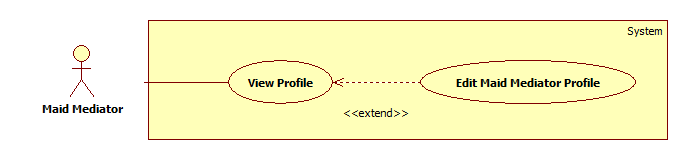 System
View Profile
Edit Maid Mediator Profile
Maid Mediator
<<extend>>